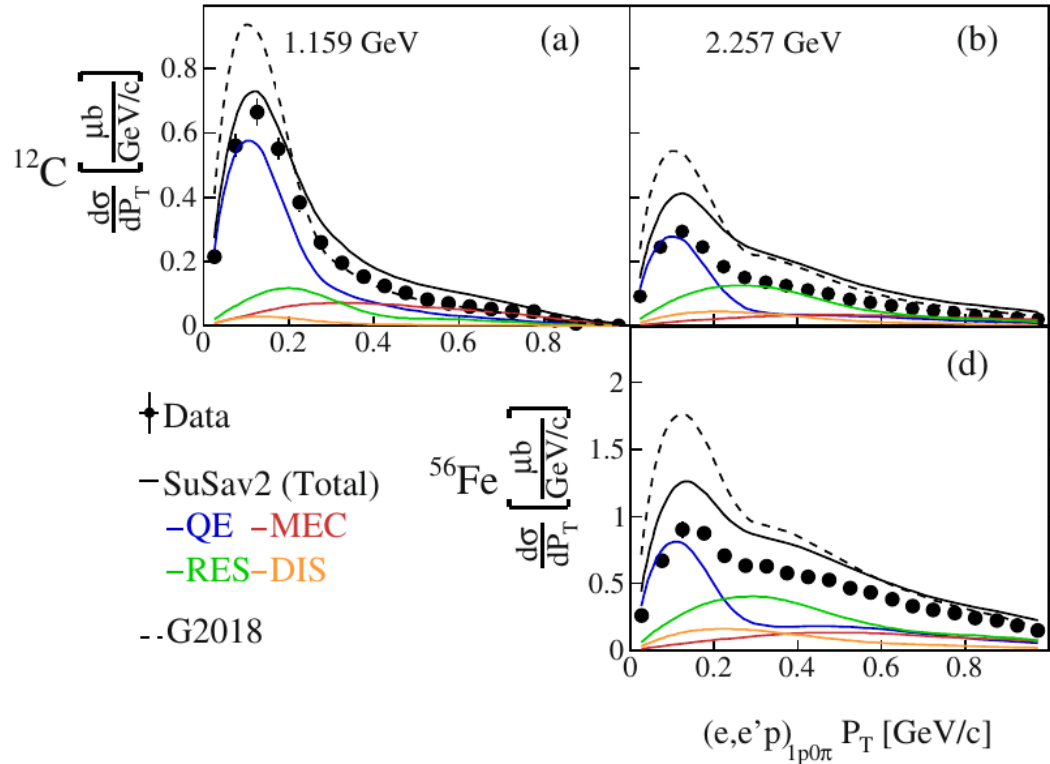 1.159 GeV (a)
2.257 GeV (b)
0.8
0.6
0.4
0.2
0
¹²C dσ/dP_T [μb/GeV/c]
0 0.2 0.4 0.6 0.8
(d)
2
1.5
1
0.5
0
⁵⁶Fe dσ/dP_T [μb/GeV/c]
0 0.2 0.4 0.6 0.8
Data
SuSav2 (Total)
QE MEC
RES DIS
G2018
(e,e'p)_1p0π P_T [GeV/c]